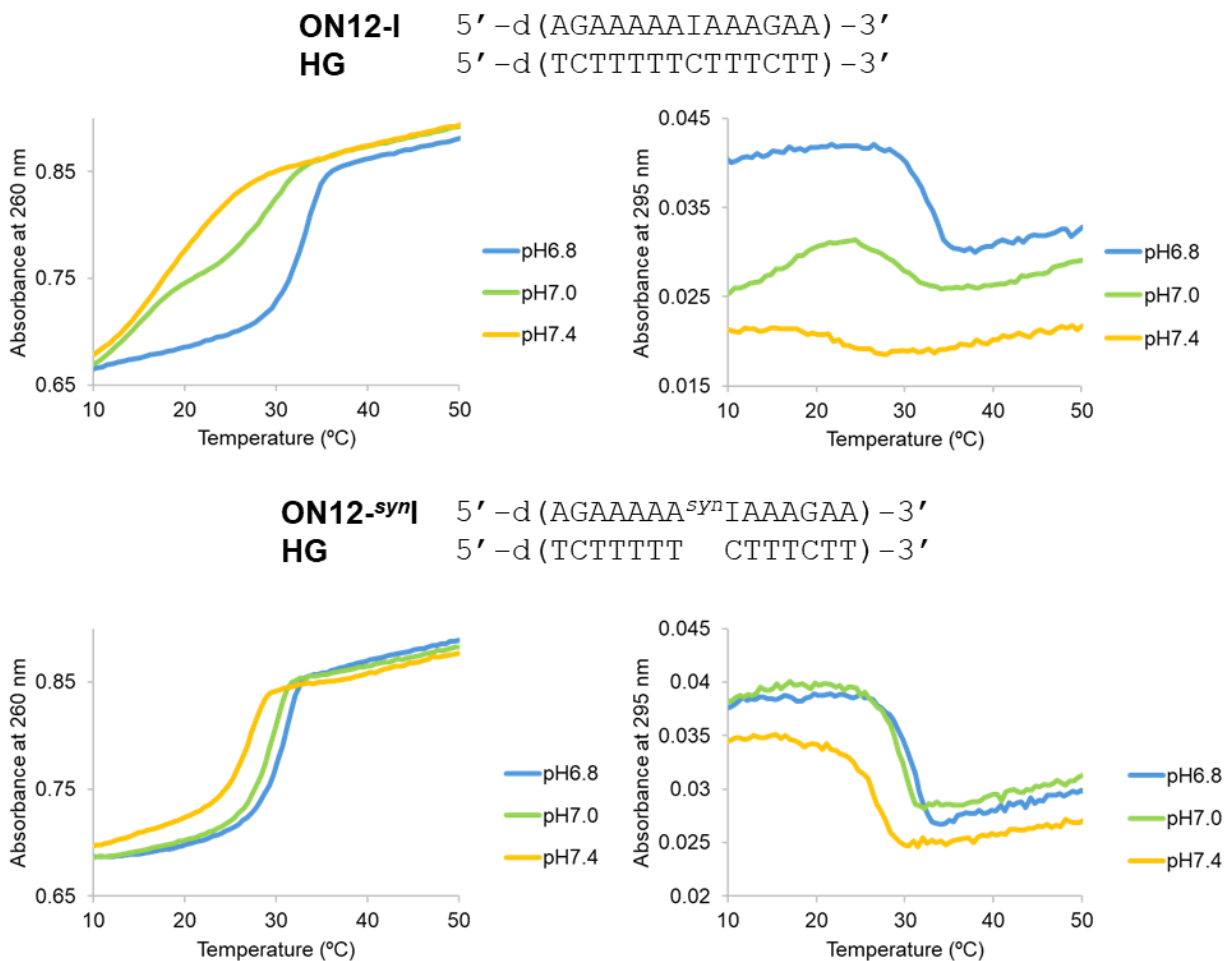 ON12-I 5′-d(AGAAAAAIAAAGAA)-3′
HG 5′-d(TCTTTTTCTTTCTT)-3′
Absorbance at 260 nm
0.85
0.75
0.65
10 20 30 40 50
Temperature (ºC)
pH6.8
pH7.0
pH7.4
Absorbance at 295 nm
0.045
0.035
0.025
0.015
10 20 30 40 50
Temperature (ºC)
pH6.8
pH7.0
pH7.4
ON12-synI 5′-d(AGAAAAAsynIAAAGAA)-3′
HG 5′-d(TCTTTTT CTTTCTT)-3′
Absorbance at 260 nm
0.85
0.75
0.65
10 20 30 40 50
Temperature (ºC)
pH6.8
pH7.0
pH7.4
Absorbance at 295 nm
0.045
0.04
0.035
0.03
0.025
0.02
10 20 30 40 50
Temperature (ºC)
pH6.8
pH7.0
pH7.4